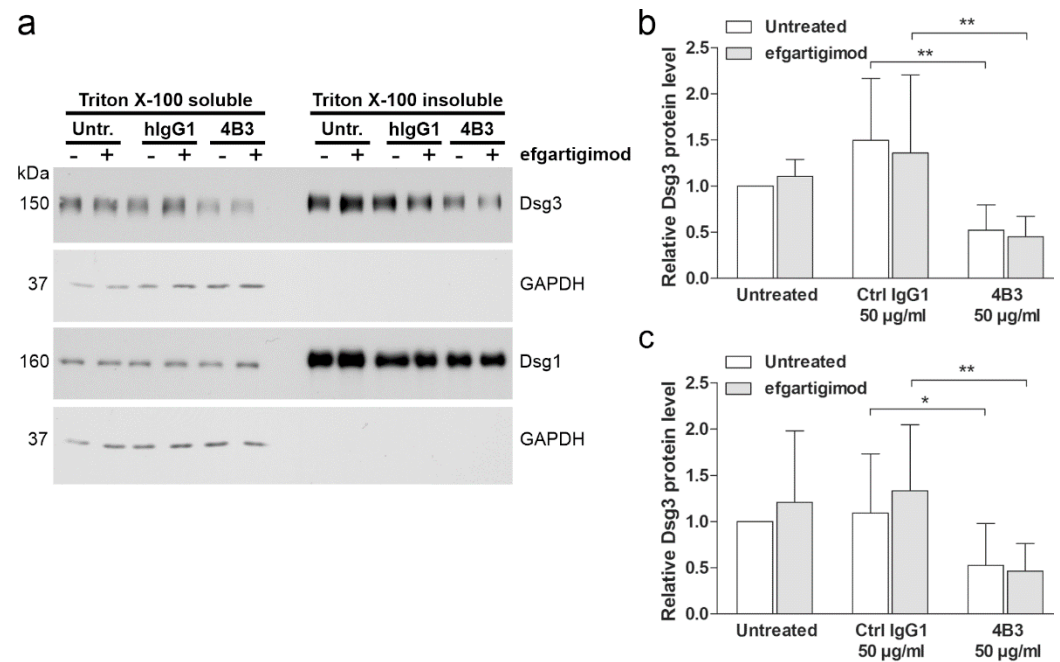 a
Triton X-100 soluble Triton X-100 insoluble
Untr. hIgG1 4B3 Untr. hIgG1 4B3
- + - + - + - + - + - + efgartigimod
kDa
150 Dsg3
37 GAPDH
160 Dsg1
37 GAPDH
b
Untreated
efgartigimod
** **
Relative Dsg3 protein level
2.5
2.0
1.5
1.0
0.5
0.0
Untreated Ctrl IgG1 4B3
50 µg/ml 50 µg/ml
c
Untreated
efgartigimod
* **
Relative Dsg3 protein level
2.5
2.0
1.5
1.0
0.5
0.0
Untreated Ctrl IgG1 4B3
50 µg/ml 50 µg/ml